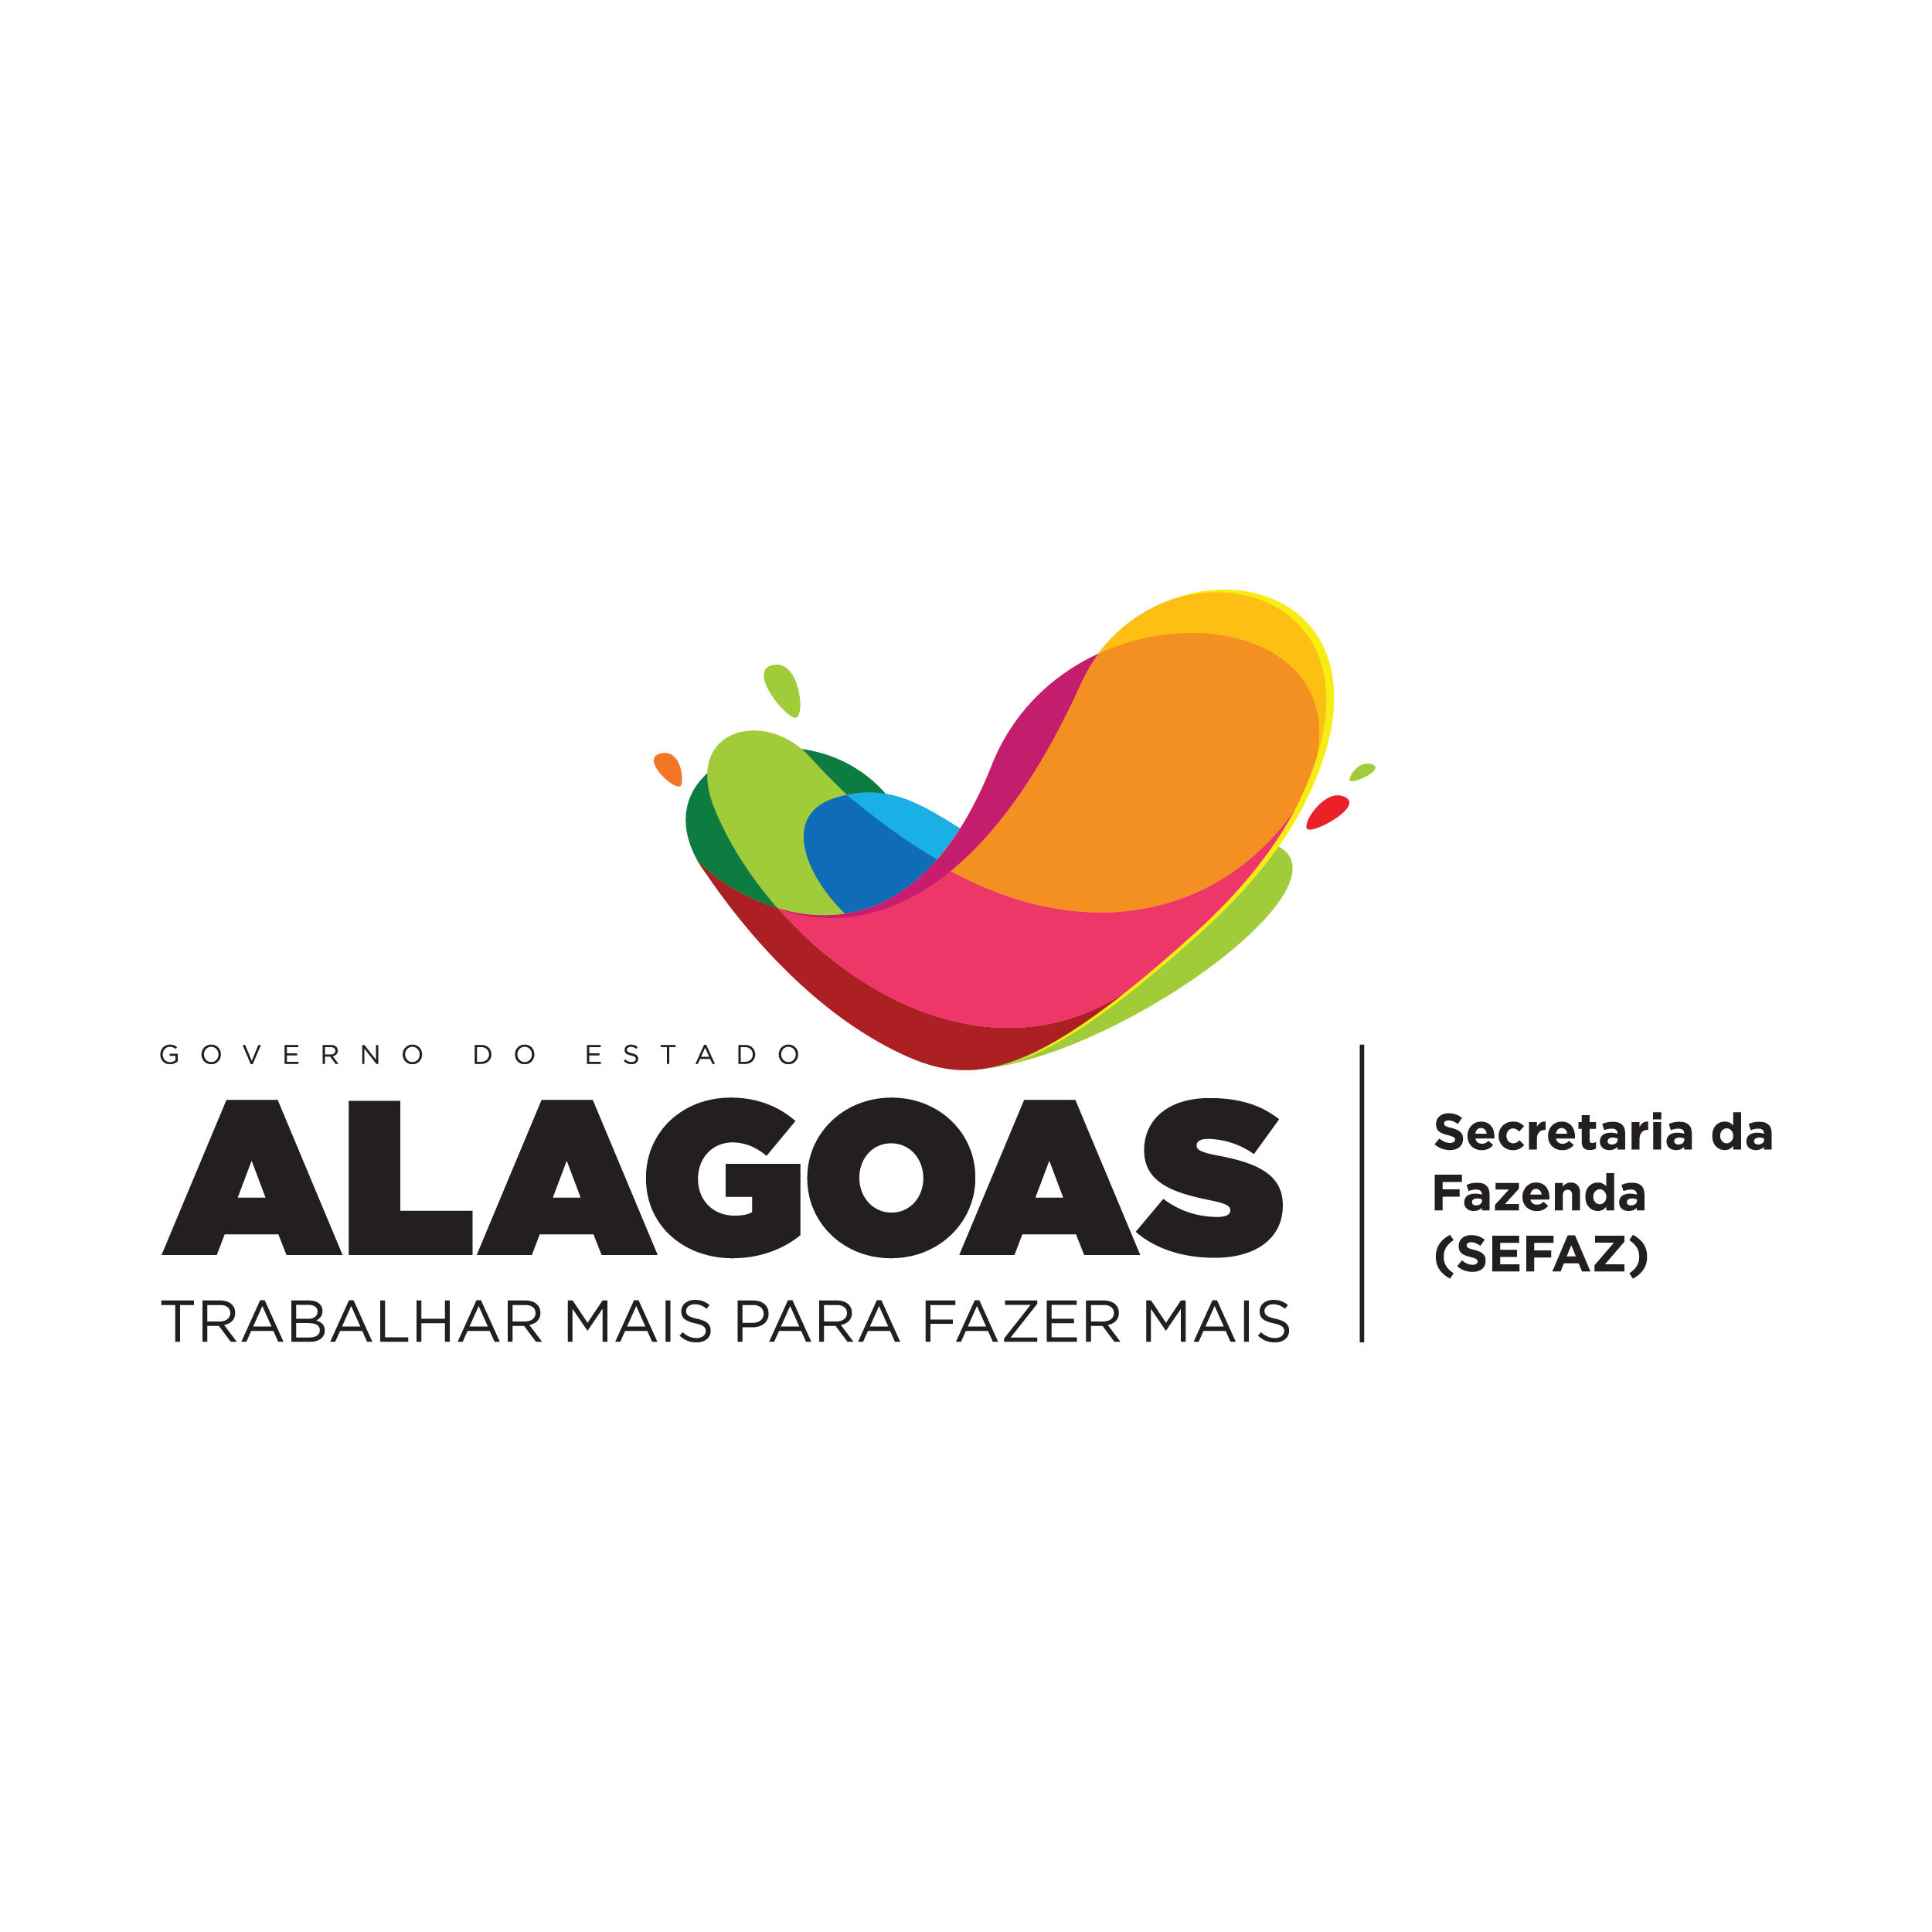 GOVERNO DO ESTADO
ALAGOAS
TRABALHAR MAIS PARA FAZER MAIS
Secretaria da
Fazenda
(SEFAZ)